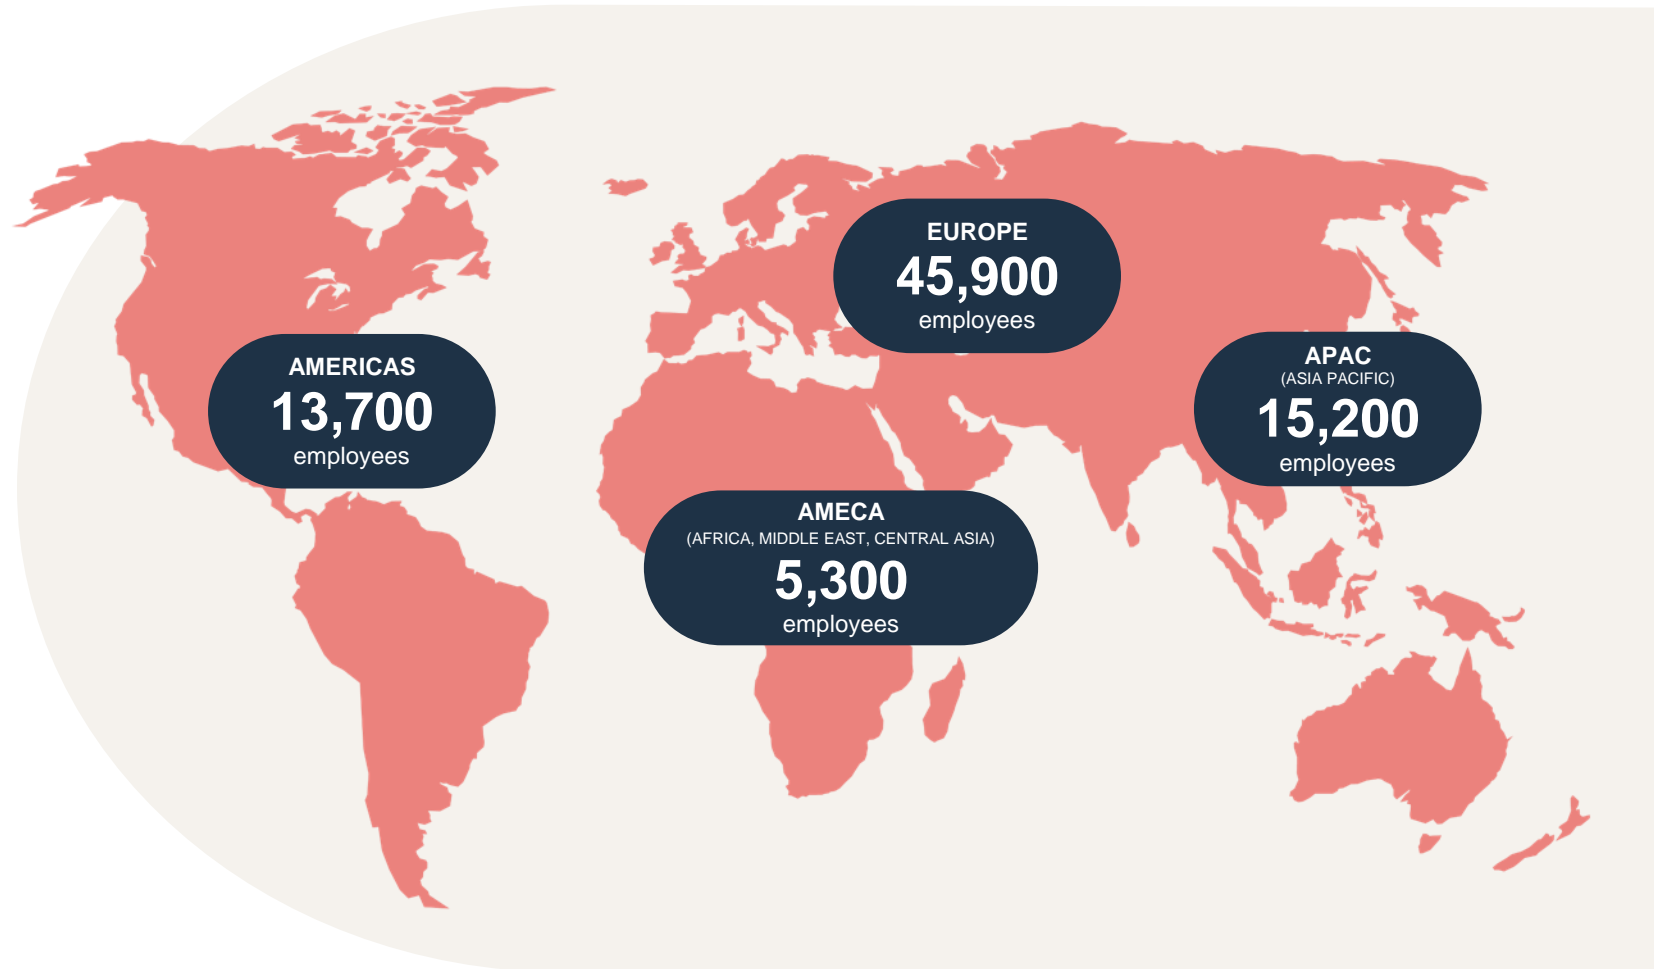 EUROPE
45,900
employees
AMERICAS
13,700
employees
APAC
(ASIA PACIFIC)
15,200
employees
AMECA
(AFRICA, MIDDLE EAST, CENTRAL ASIA)
5,300
employees